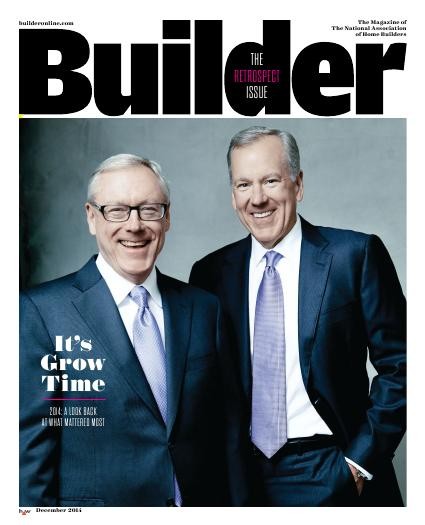 builderonline.com
The Magazine of
The National Association
of Home Builders
Builder
THE
RETROSPECT
ISSUE
It's
Grow
Time
2014: A LOOK BACK
AT WHAT MATTERED MOST
December 2014